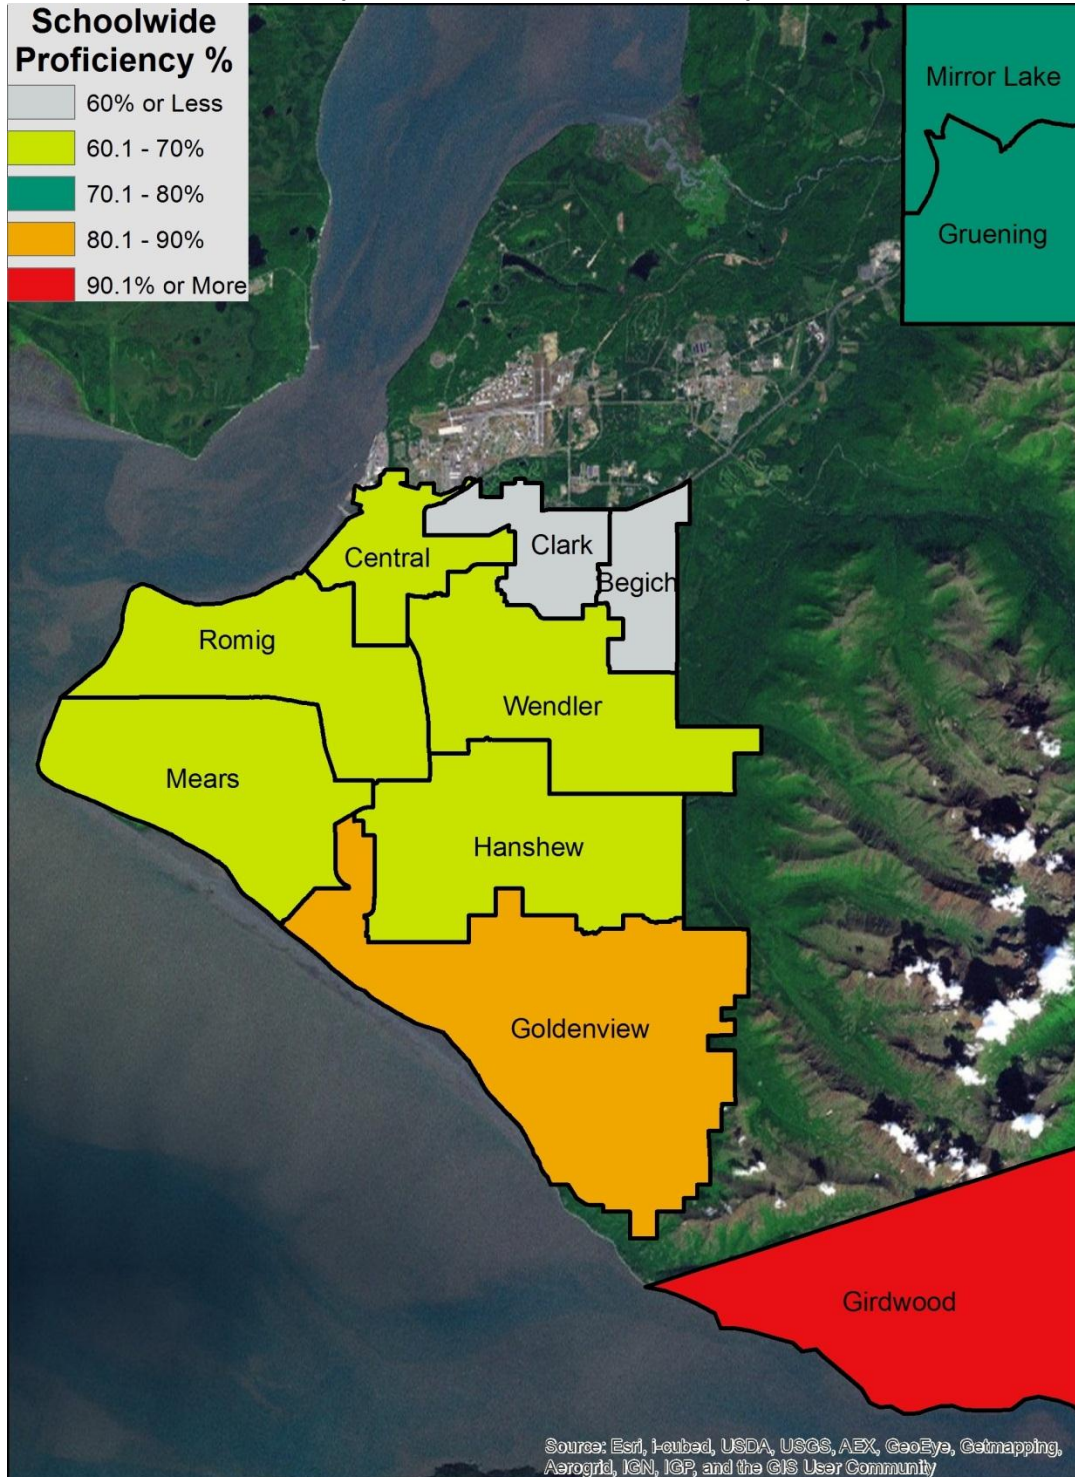 Schoolwide
Proficiency %
60% or Less
60.1 - 70%
70.1 - 80%
80.1 - 90%
90.1% or More
Mirror Lake
Gruening
Central
Clark
Begich
Romig
Wendler
Mears
Hanshew
Goldenview
Girdwood
Source: Esri, i-cubed, USDA, USGS, AEX, GeoEye, Getmapping,
Aerogrid, IGN, IGP, and the GIS User Community